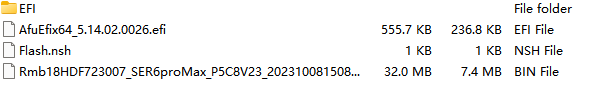 EFI File folder
AfuEfix64_5.14.02.0026.efi 555.7 KB 236.8 KB EFI File
Flash.nsh 1 KB 1 KB NSH File
Rmb18HDF723007_SER6proMax_P5C8V23_202310081508... 32.0 MB 7.4 MB BIN File